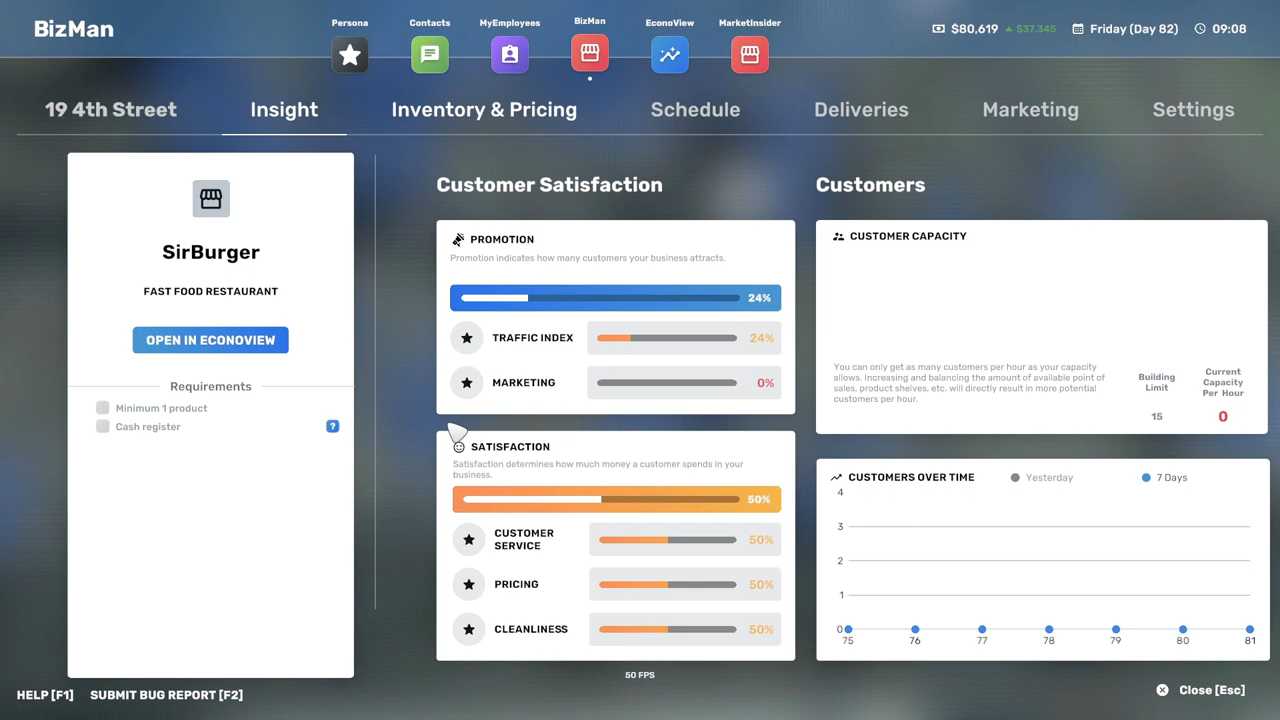 BizMan
Persona
Contacts
MyEmployees
BizMan
EconoView
MarketInsider
$80,619
$37,345
Friday (Day 82)
09:08
19 4th Street
Insight
Inventory & Pricing
Schedule
Deliveries
Marketing
Settings
SirBurger
FAST FOOD RESTAURANT
OPEN IN ECONOVIEW
Requirements
Minimum 1 product
Cash register
?
Customer Satisfaction
PROMOTION
Promotion indicates how many customers your business attracts.
24%
TRAFFIC INDEX
24%
MARKETING
0%
SATISFACTION
Satisfaction determines how much money a customer spends in your
business.
50%
CUSTOMER
SERVICE
50%
PRICING
50%
CLEANLINESS
50%
Customers
CUSTOMER CAPACITY
You can only get as many customers per hour as your capacity
allows. Increasing and balancing the amount of available point of
sales, product shelves, etc. will directly result in more potential
customers per hour.
Building
Limit
15
Current
Capacity
Per Hour
0
CUSTOMERS OVER TIME
Yesterday
7 Days
4
3
2
1
0
75
76
77
78
79
80
81
50 FPS
HELP [F1]
SUBMIT BUG REPORT [F2]
Close [Esc]